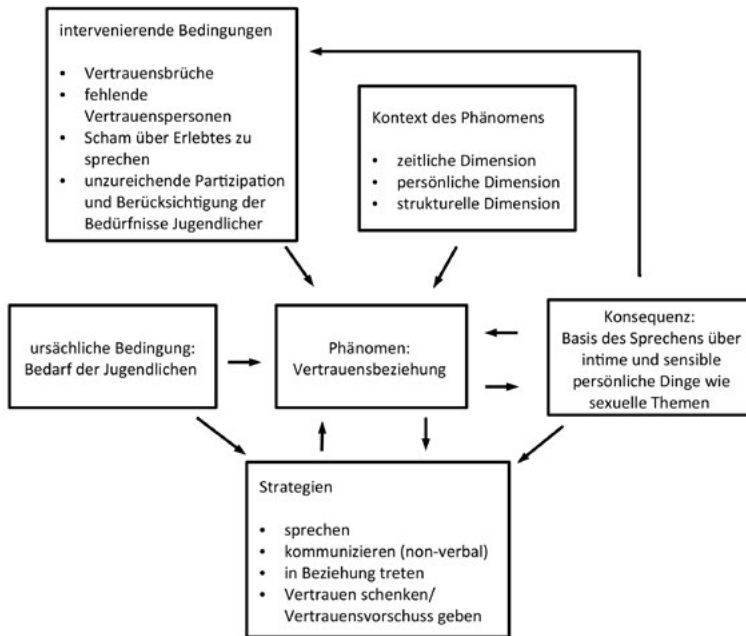 intervenierende Bedingungen
• Vertrauensbrüche
• fehlende
Vertrauenspersonen
• Scham über Erlebtes zu
sprechen
• unzureichende Partizipation
und Berücksichtigung der
Bedürfnisse Jugendlicher
Kontext des Phänomens
• zeitliche Dimension
• persönliche Dimension
• strukturelle Dimension
ursächliche Bedingung:
Bedarf der Jugendlichen
Phänomen:
Vertrauensbeziehung
Konsequenz:
Basis des Sprechens über
intime und sensible
persönliche Dinge wie
sexuelle Themen
Strategien
• sprechen
• kommunizieren (non-verbal)
• in Beziehung treten
• Vertrauen schenken/
Vertrauensvorschuss geben